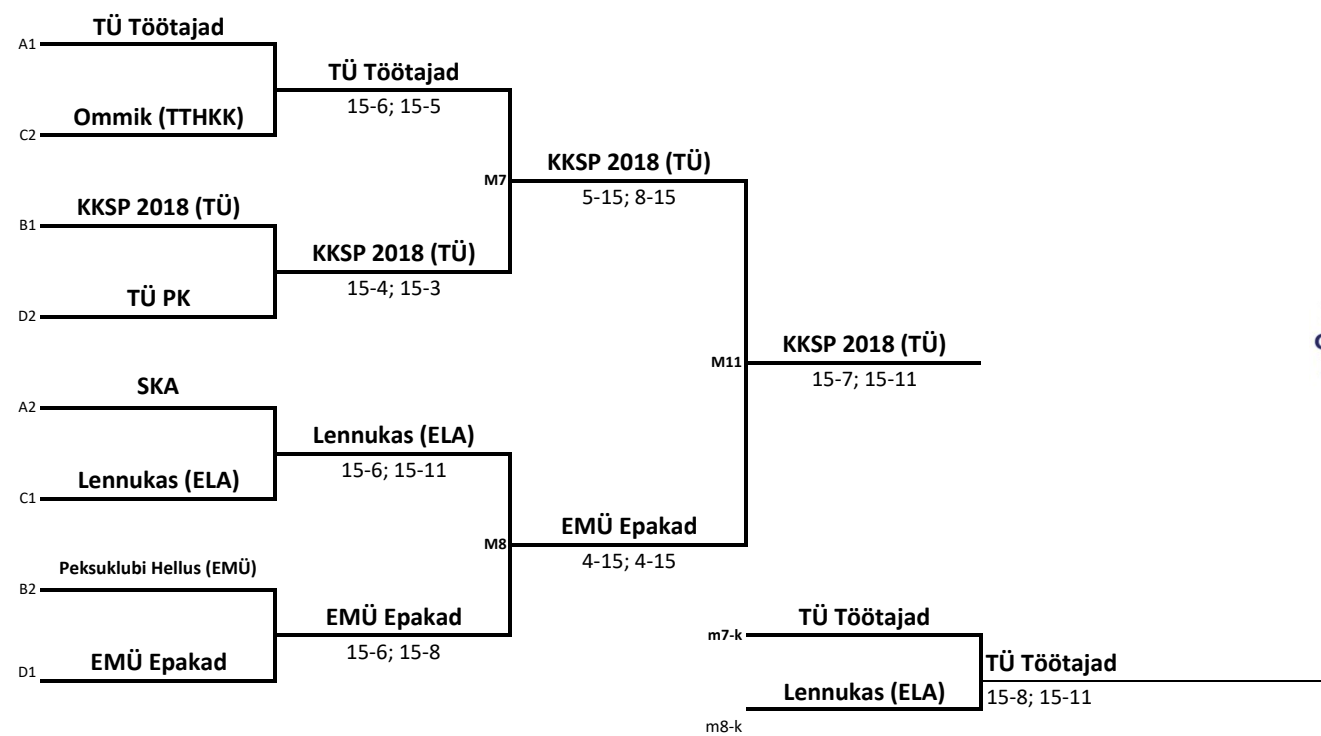 TÜ Töötajad
A1
TÜ Töötajad
15-6; 15-5
Ommik (TTHKK)
C2
KKSP 2018 (TÜ)
M7
5-15; 8-15
KKSP 2018 (TÜ)
B1
KKSP 2018 (TÜ)
15-4; 15-3
TÜ PK
D2
KKSP 2018 (TÜ)
M11
15-7; 15-11
SKA
A2
Lennukas (ELA)
15-6; 15-11
Lennukas (ELA)
C1
EMÜ Epakad
M8
4-15; 4-15
Peksuklubi Hellus (EMÜ)
B2
EMÜ Epakad
15-6; 15-8
EMÜ Epakad
D1
TÜ Töötajad
m7-k
TÜ Töötajad
15-8; 15-11
Lennukas (ELA)
m8-k